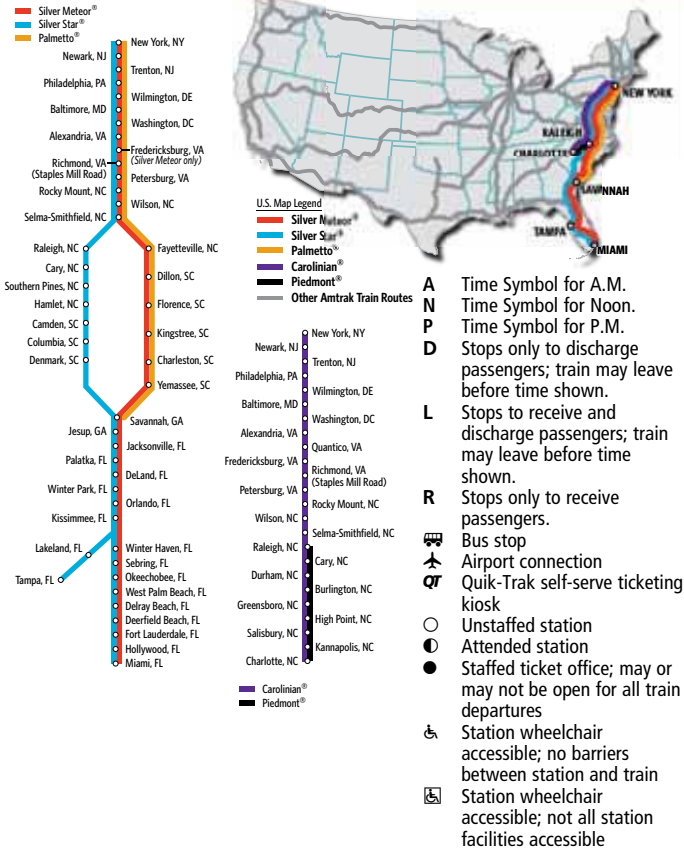 Silver Meteor®
Silver Star®
Palmetto®
New York, NY
Newark, NJ
Trenton, NJ
Philadelphia, PA
Wilmington, DE
Baltimore, MD
Washington, DC
Alexandria, VA
Fredericksburg, VA
(Silver Meteor only)
Richmond, VA
(Staples Mill Road)
Petersburg, VA
Rocky Mount, NC
Wilson, NC
Selma-Smithfield, NC
Raleigh, NC
Fayetteville, NC
Cary, NC
Dillon, SC
Southern Pines, NC
Hamlet, NC
Florence, SC
Camden, SC
Kingstree, SC
Columbia, SC
Denmark, SC
Charleston, SC
Yemassee, SC
Savannah, GA
Jesup, GA
Jacksonville, FL
Palatka, FL
DeLand, FL
Winter Park, FL
Orlando, FL
Kissimmee, FL
Lakeland, FL
Winter Haven, FL
Sebring, FL
Tampa, FL
Okeechobee, FL
West Palm Beach, FL
Delray Beach, FL
Deerfield Beach, FL
Fort Lauderdale, FL
Hollywood, FL
Miami, FL
NEW YORK
RALEIGH
CHARLOTTE
SAVANNAH
TAMPA
MIAMI
U.S. Map Legend
Silver Meteor®
Silver Star®
Palmetto®
Carolinian®
Piedmont®
Other Amtrak Train Routes
New York, NY
Newark, NJ
Trenton, NJ
Philadelphia, PA
Wilmington, DE
Baltimore, MD
Washington, DC
Alexandria, VA
Quantico, VA
Fredericksburg, VA
Richmond, VA
(Staples Mill Road)
Petersburg, VA
Rocky Mount, NC
Wilson, NC
Selma-Smithfield, NC
Raleigh, NC
Cary, NC
Durham, NC
Burlington, NC
Greensboro, NC
High Point, NC
Salisbury, NC
Kannapolis, NC
Charlotte, NC
Carolinian®
Piedmont®
A Time Symbol for A.M.
N Time Symbol for Noon.
P Time Symbol for P.M.
D Stops only to discharge
passengers; train may leave
before time shown.
L Stops to receive and
discharge passengers; train
may leave before time
shown.
R Stops only to receive
passengers.
Bus stop
Airport connection
QT Quik-Trak self-serve ticketing
kiosk
Unstaffed station
Attended station
Staffed ticket office; may or
may not be open for all train
departures
Station wheelchair
accessible; no barriers
between station and train
Station wheelchair
accessible; not all station
facilities accessible